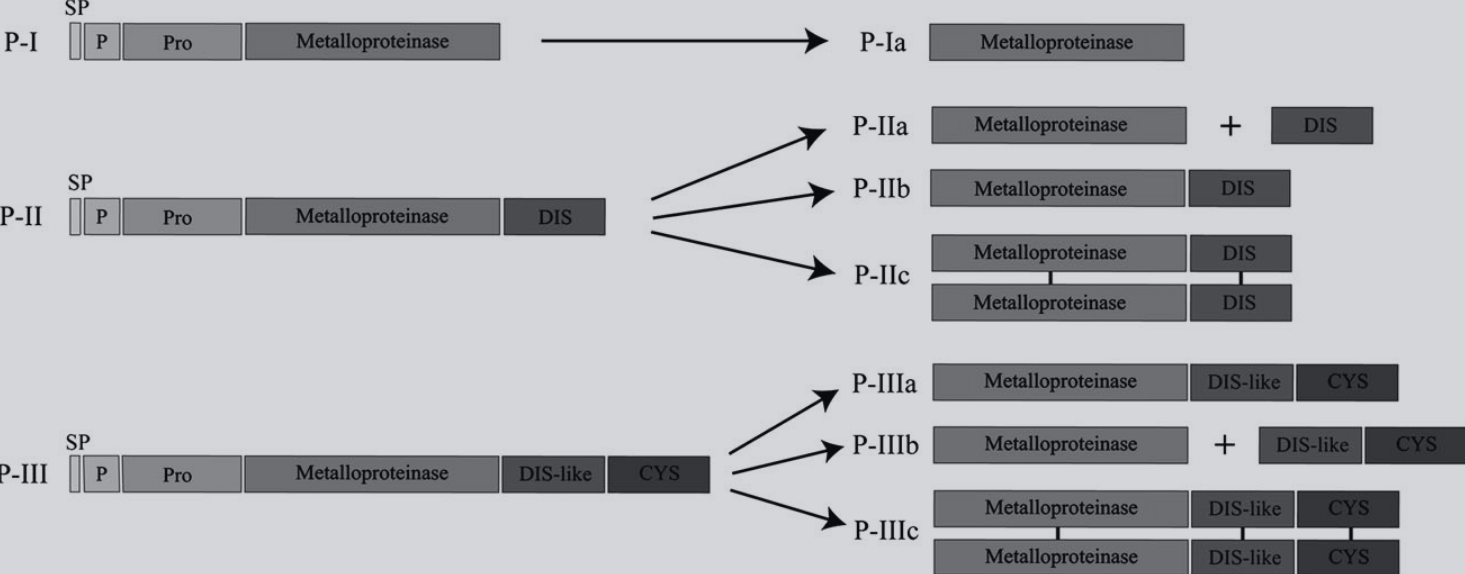 SP
P-I P Pro Metalloproteinase P-Ia Metalloproteinase
P-IIa Metalloproteinase + DIS
SP
P-IIb Metalloproteinase DIS
P-II P Pro Metalloproteinase DIS
Metalloproteinase DIS
P-IIc
Metalloproteinase DIS
P-IIIa Metalloproteinase DIS-like CYS
SP
P-IIIb Metalloproteinase + DIS-like CYS
P-III P Pro Metalloproteinase DIS-like CYS
Metalloproteinase DIS-like CYS
P-IIIc
Metalloproteinase DIS-like CYS